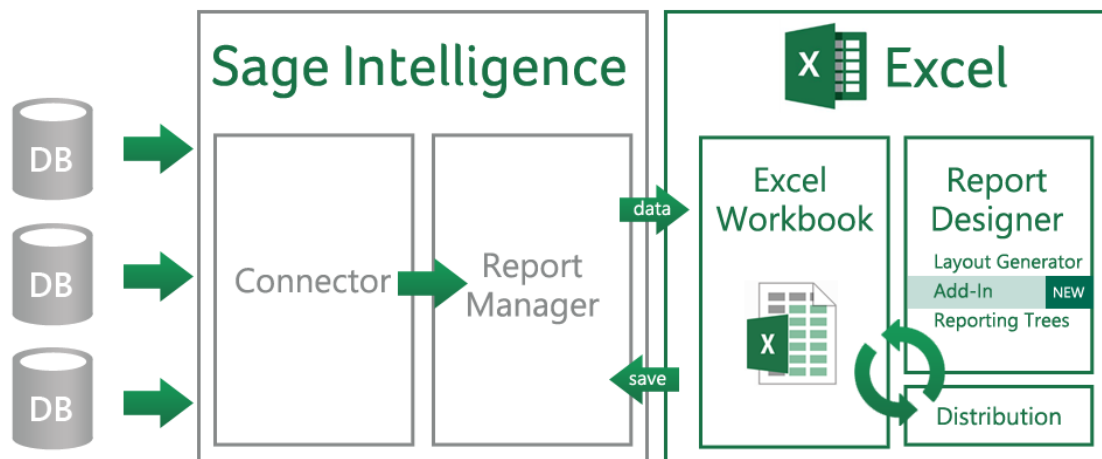 Sage Intelligence
X Excel
DB
DB
DB
Connector
Report
Manager
data
save
Excel
Workbook
X
Report
Designer
Layout Generator
Add-In NEW
Reporting Trees
Distribution